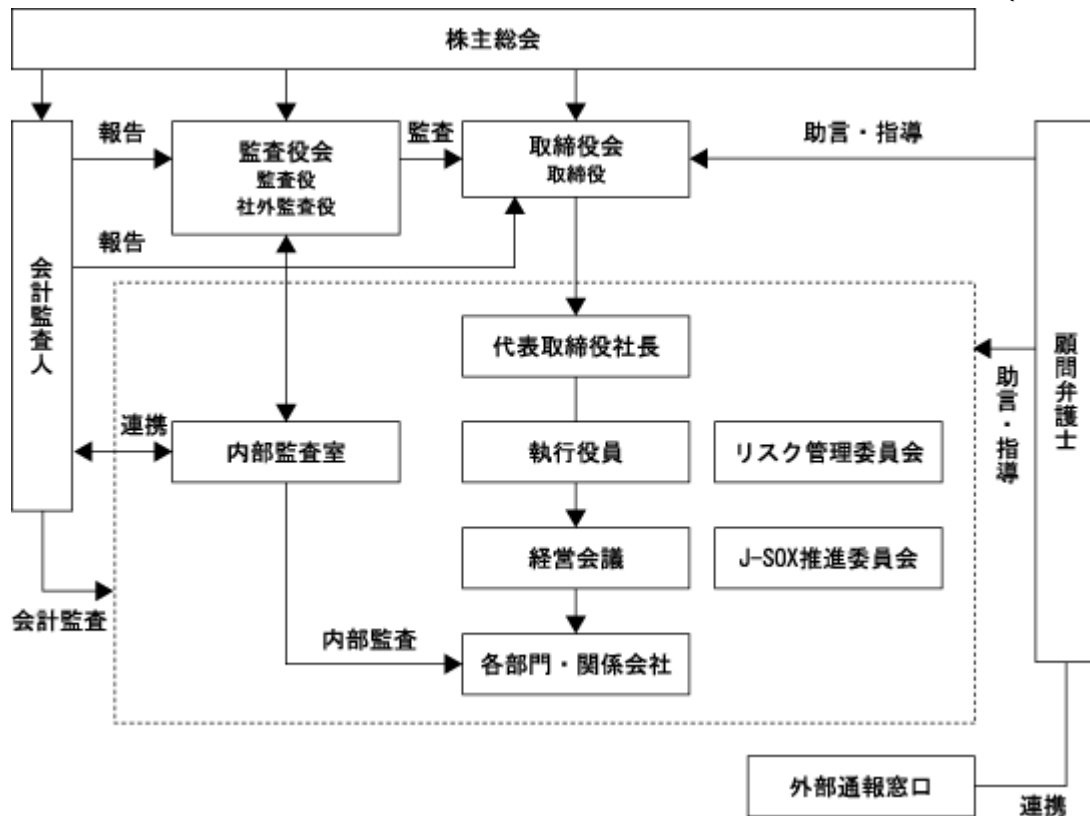 株主総会
報告
監査役会
監査役
社外監査役
監査
取締役会
取締役
助言・指導
報告
会計監査人
代表取締役社長
顧問弁護士
助言・指導
連携
内部監査室
執行役員
リスク管理委員会
経営会議
J-SOX推進委員会
会計監査
内部監査
各部門・関係会社
外部通報窓口
連携